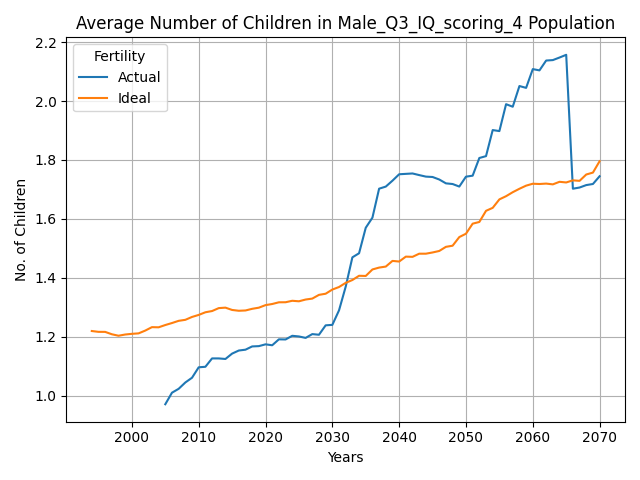 Average Number of Children in Male_Q3_IQ_scoring_4 Population
Fertility
Actual
Ideal
2.2
2.0
1.8
1.6
1.4
1.2
1.0
No. of Children
2000 2010 2020 2030 2040 2050 2060 2070
Years